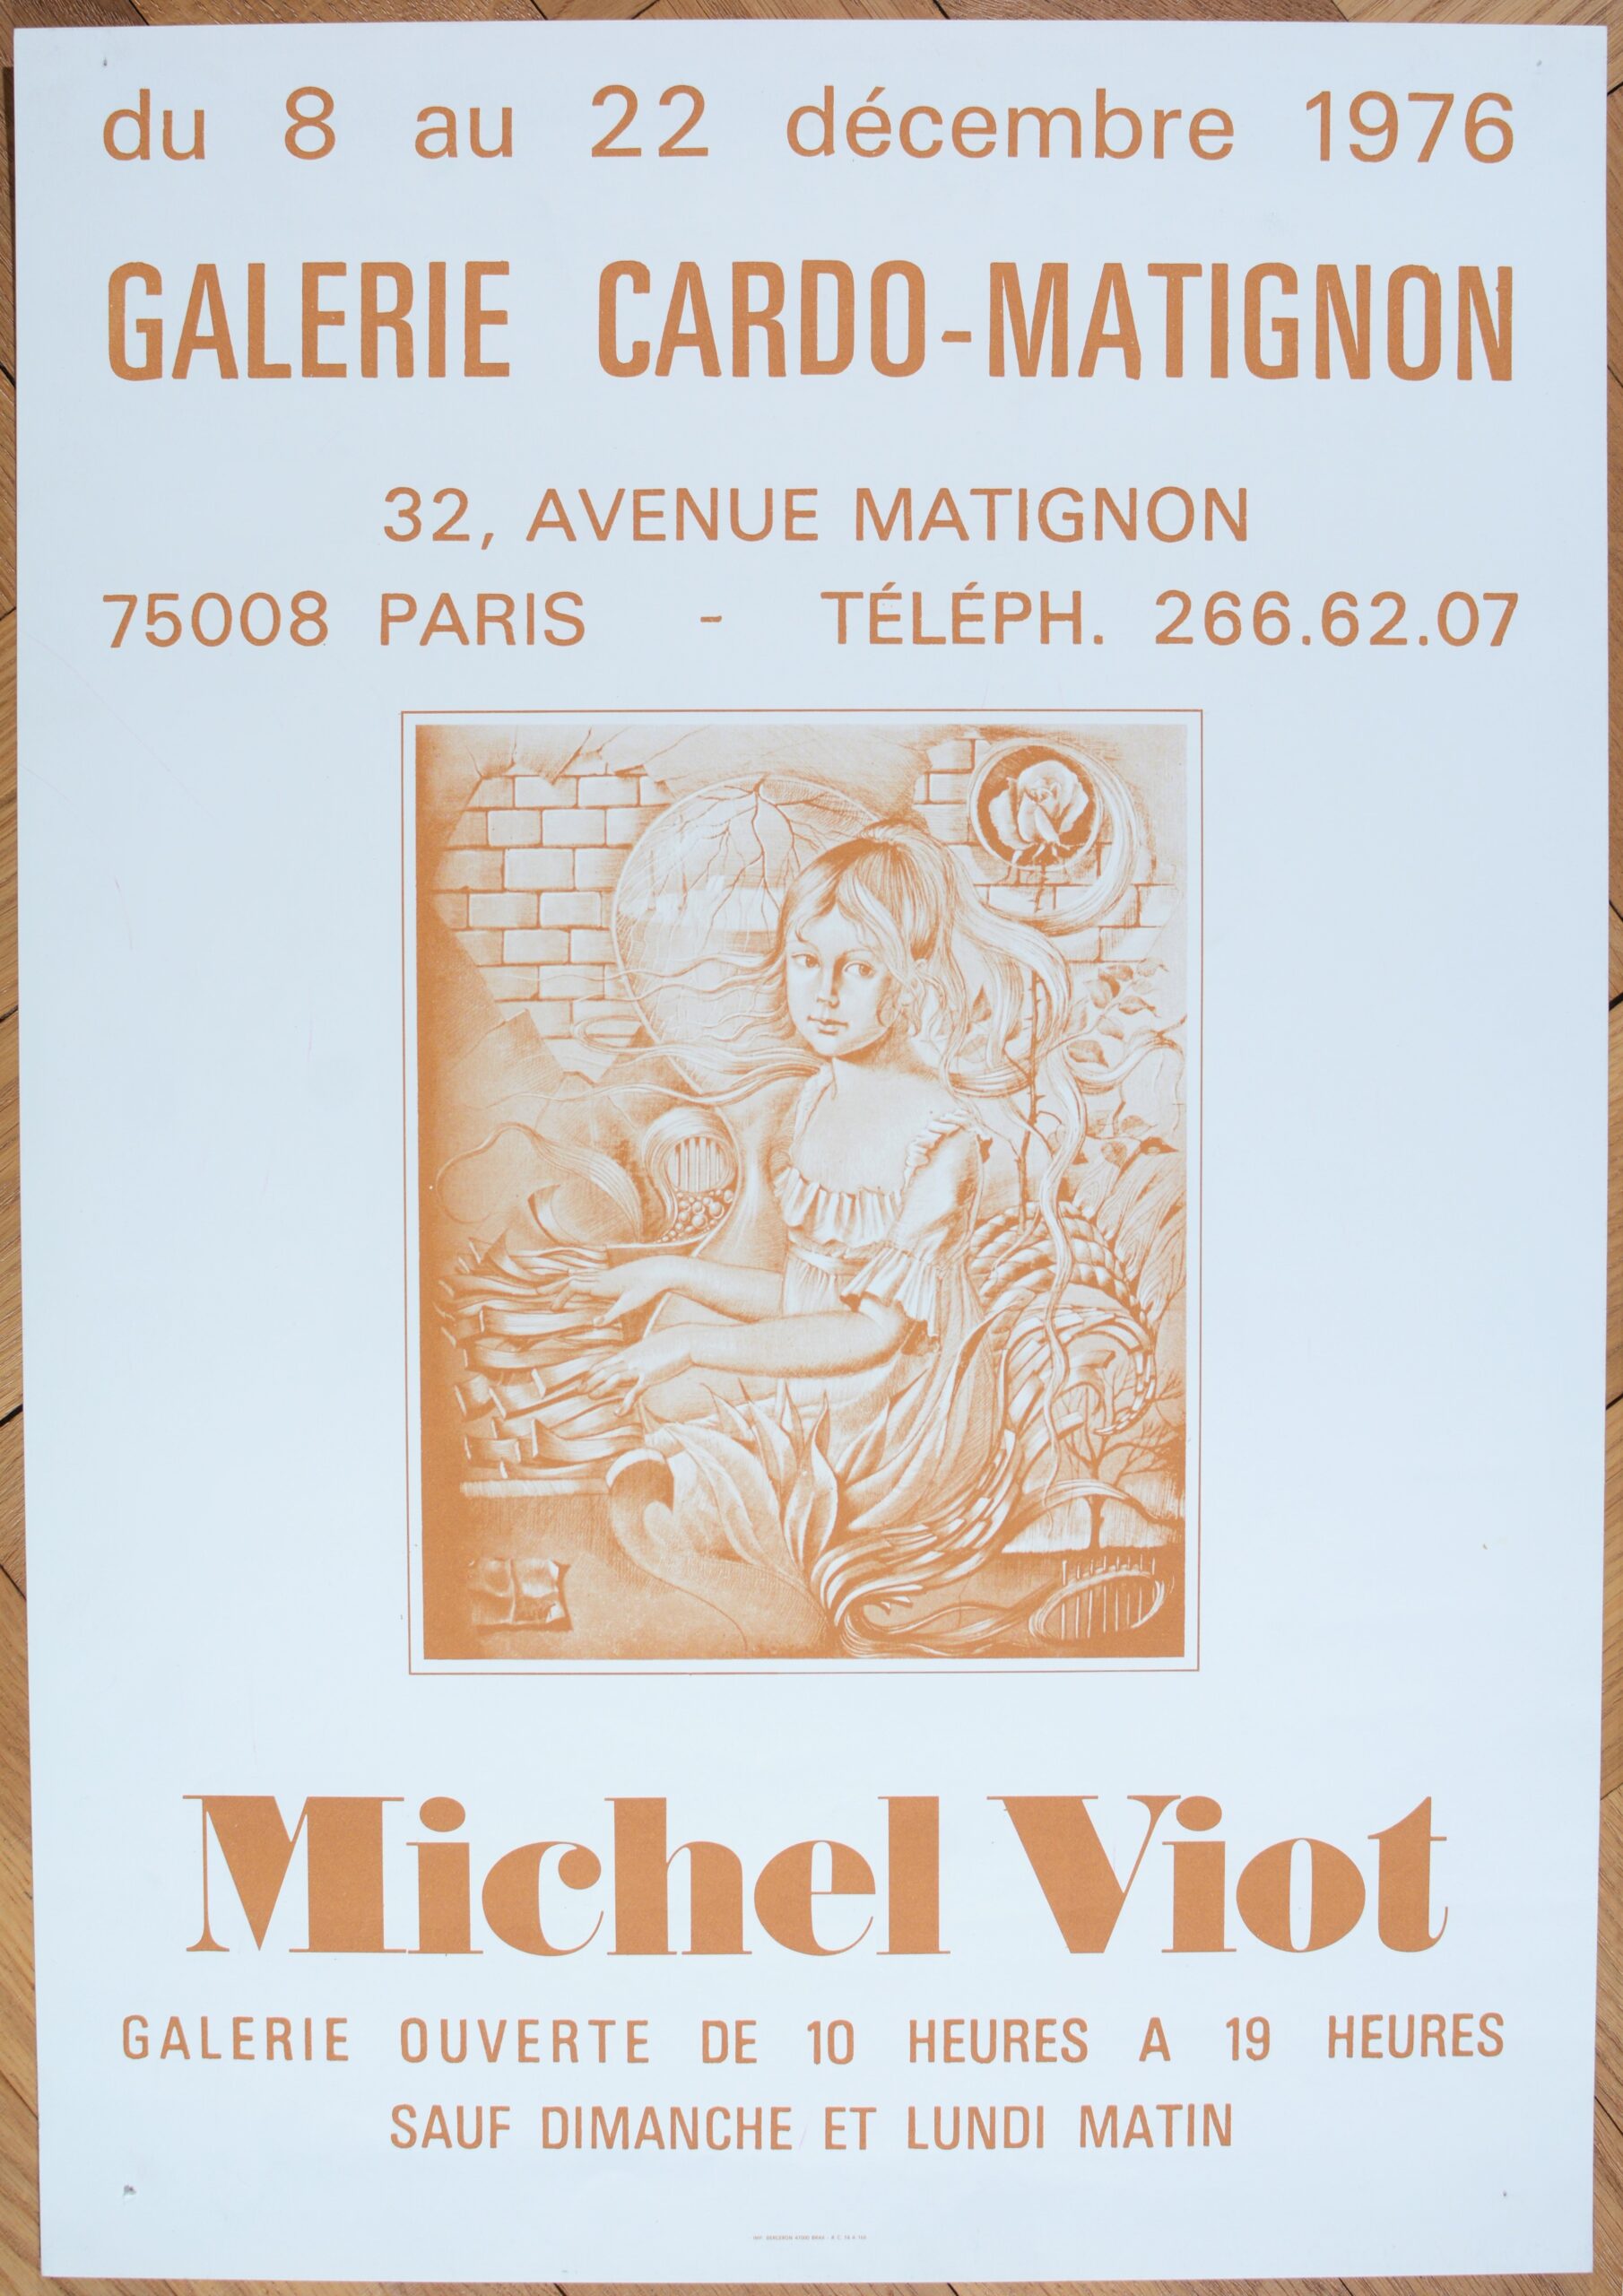 du 8 au 22 décembre 1976
GALERIE CARDO-MATIGNON
32, AVENUE MATIGNON
75008 PARIS - TÉLÉPH. 266.62.07
Michel Viot
GALERIE OUVERTE DE 10 HEURES A 19 HEURES
SAUF DIMANCHE ET LUNDI MATIN